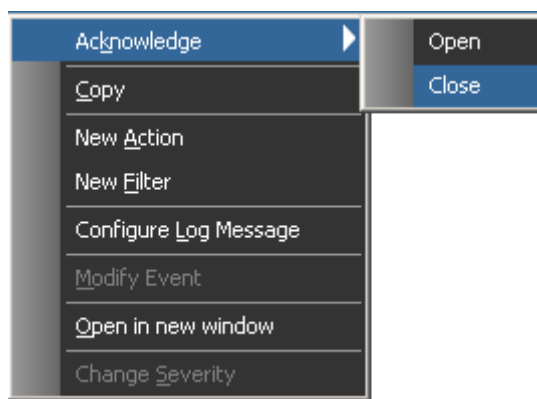 Acknowledge
Open
Close
Copy
New Action
New Filter
Configure Log Message
Modify Event
Open in new window
Change Severity